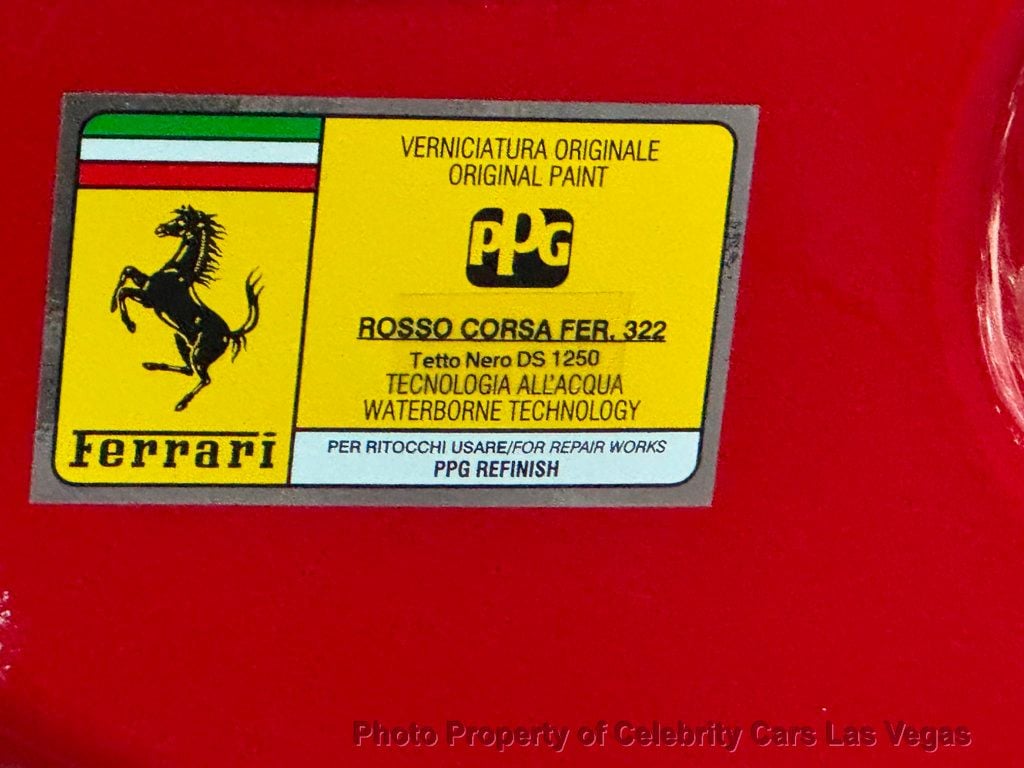 VERNICIATURA ORIGINALE
ORIGINAL PAINT
PPG
ROSSO CORSA FER. 322
Tetto Nero DS 1250
TECNOLOGIA ALL'ACQUA
WATERBORNE TECHNOLOGY
Ferrari
PER RITOCCHI USARE/FOR REPAIR WORKS
PPG REFINISH
Photo Property of Celebrity Cars Las Vegas